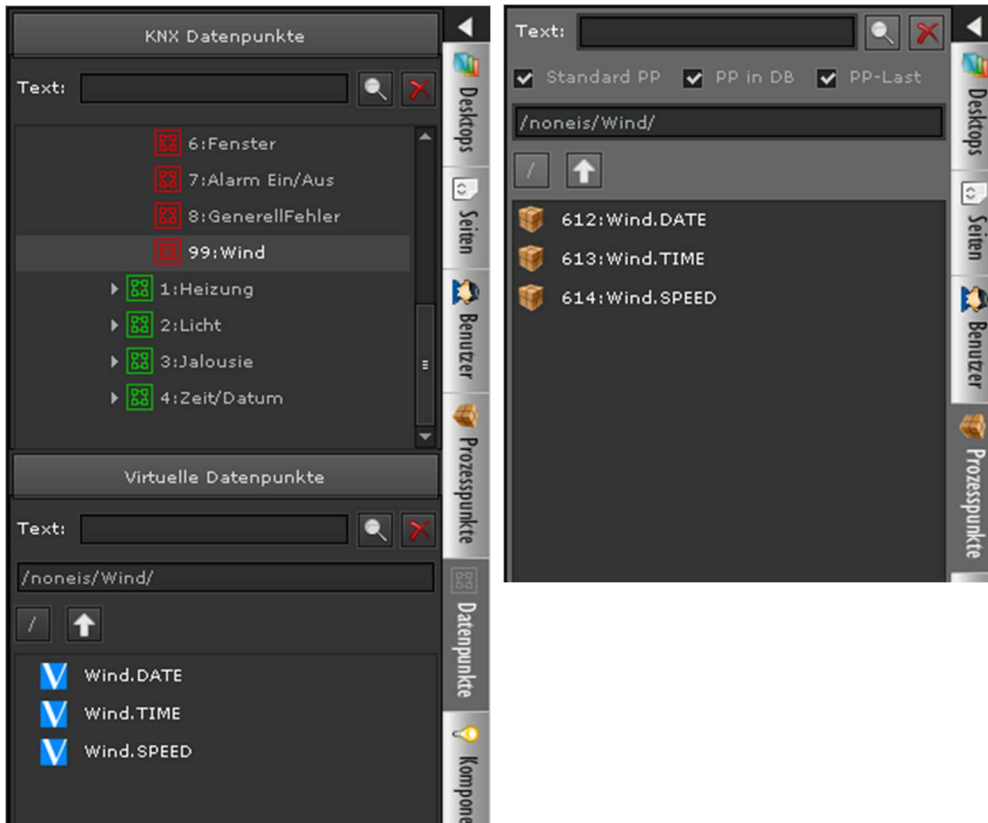 KNX Datenpunkte
Text:
6:Fenster
7:Alarm Ein/Aus
8:GenerellFehler
99:Wind
1:Heizung
2:Licht
3:Jalousie
4:Zeit/Datum
Virtuelle Datenpunkte
Text:
/noneis/Wind/
/
V Wind.DATE
V Wind.TIME
V Wind.SPEED
Desktops
Seiten
Benutzer
Prozesspunkte
Datenpunkte
Kompone
Text:
Standard PP PP in DB PP-Last
/noneis/Wind/
/
612:Wind.DATE
613:Wind.TIME
614:Wind.SPEED
Desktops
Seiten
Benutzer
Prozesspunkte